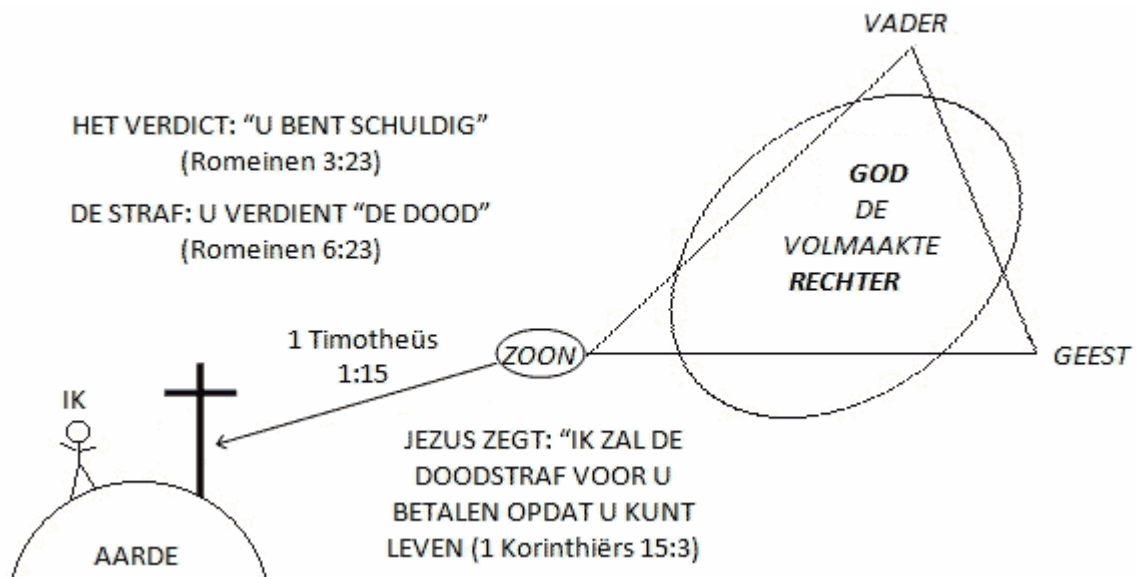 VADER
HET VERDICT: “U BENT SCHULDIG”
(Romeinen 3:23)
DE STRAF: U VERDIENT “DE DOOD”
(Romeinen 6:23)
GOD
DE
VOLMAAKTE
RECHTER
1 Timotheüs
1:15
ZOON
GEEST
IK
JEZUS ZEGT: “IK ZAL DE
DOODSTRAF VOOR U
BETALEN OPDAT U KUNT
LEVEN (1 Korinthiërs 15:3)
AARDE